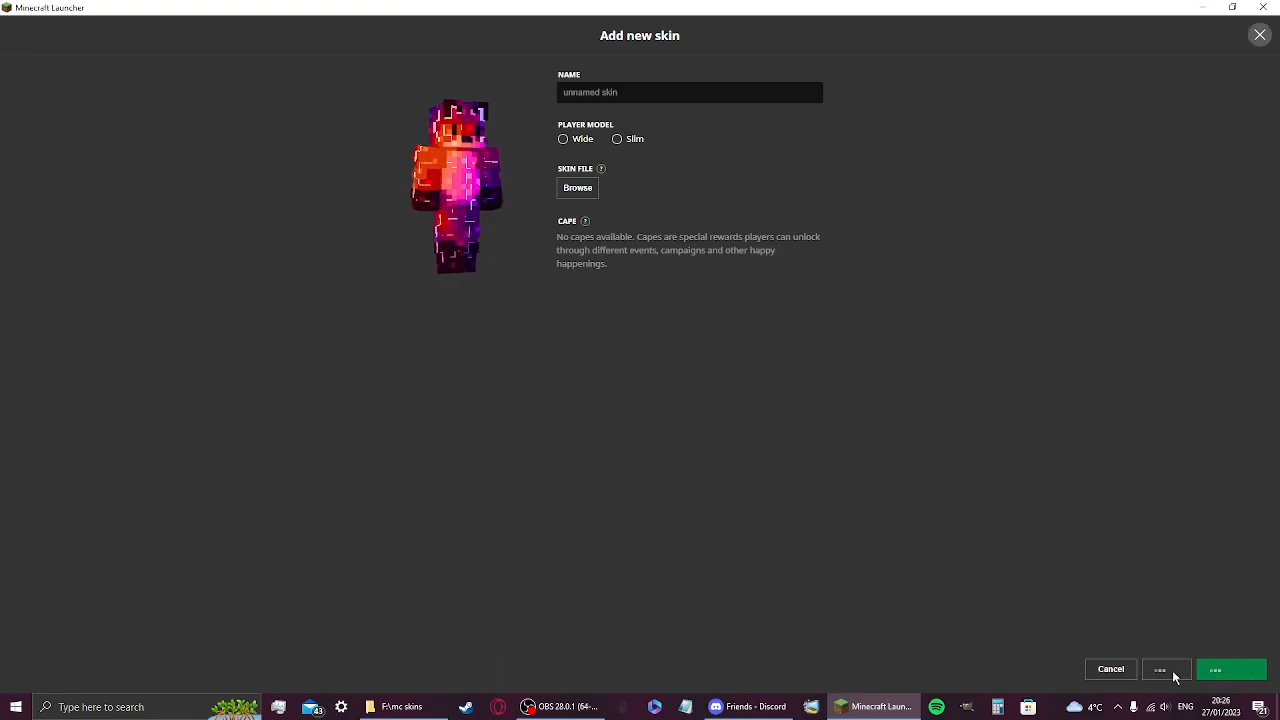 Minecraft Launcher
Add new skin
NAME
unnamed skin
PLAYER MODEL
Wide Slim
SKIN FILE ?
Browse
CAPE ?
No capes available. Capes are special rewards players can unlock
through different events, campaigns and other happy
happenings.
Cancel
Type here to search
43
F:\mc skins
OBS 28.0.1 (64-...
Friends - Discord
Minecraft Laun...
4°C
ENG
20:26
27/01/2023